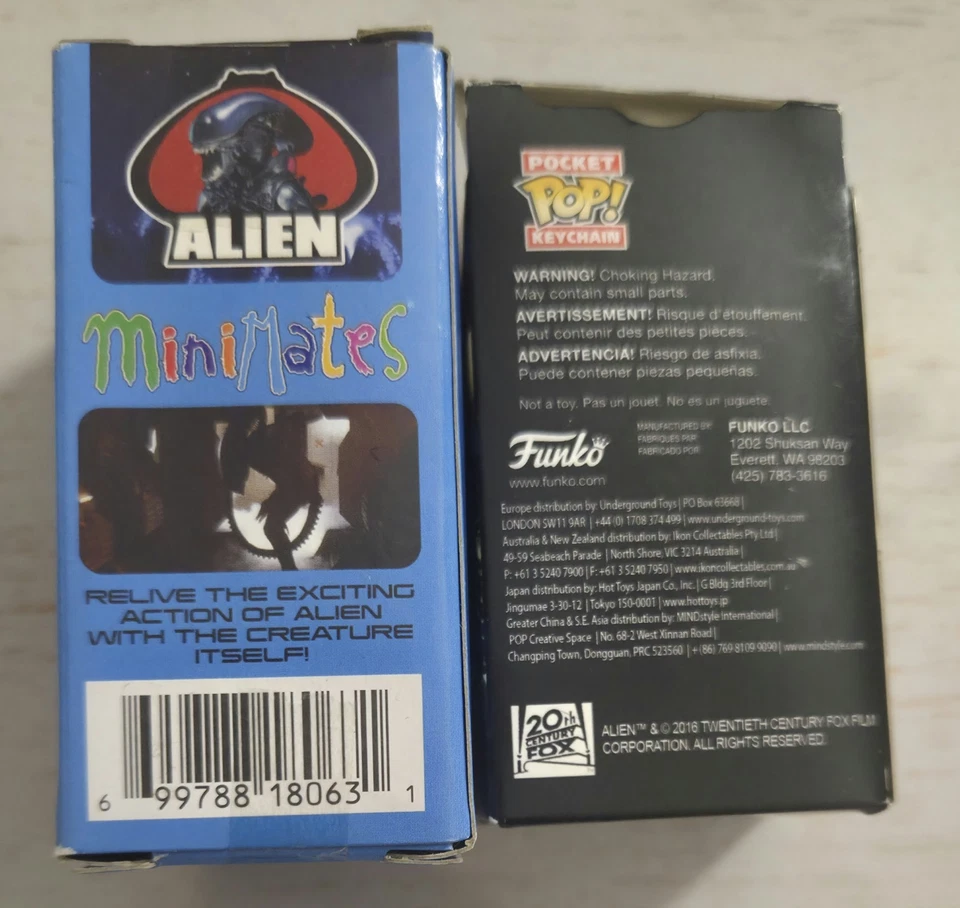 ALIEN
MiniMates
RELIVE THE EXCITING
ACTION OF ALIEN
WITH THE CREATURE
ITSELF!
6 99788 18063 1
POCKET
POP!
KEYCHAIN
WARNING! Choking Hazard.
May contain small parts.
AVERTISSEMENT! Risque d'étouffement.
Peut contenir des petites pièces.
ADVERTENCIA! Riesgo de asfixia.
Puede contener piezas pequeñas.
Not a toy. Pas un jouet. No es un juguete.
Funko
www.funko.com
MANUFACTURED BY:
FABRIQUÉS PAR:
FABRICADO POR:
FUNKO LLC
1202 Shuksan Way
Everett, WA 98203
(425) 783-3616
Europe distribution by: Underground Toys | PO Box 63668 |
LONDON SW11 9AR | +44 (0) 1708 374 499 | www.underground-toys.com
Australia & New Zealand distribution by: Ikon Collectables Pty Ltd |
49-59 Seabeach Parade | North Shore, VIC 3214 Australia |
P: +61 3 5240 7900 | F: +61 3 5240 7950 | www.ikoncollectables.com.au
Japan distribution by: Hot Toys Japan Co., Inc. | G Bldg 3rd Floor |
Jingumae 3-30-12 | Tokyo 150-0001 | www.hottoys.jp
Greater China & S.E. Asia distribution by: MINDstyle International |
POP Creative Space | No. 68-2 West Xinnan Road |
Changping Town, Dongguan, PRC 523560 | +(86) 769 8109 9090 | www.mindstyle.com
20th
CENTURY
FOX
ALIEN™ & © 2016 TWENTIETH CENTURY FOX FILM
CORPORATION. ALL RIGHTS RESERVED.